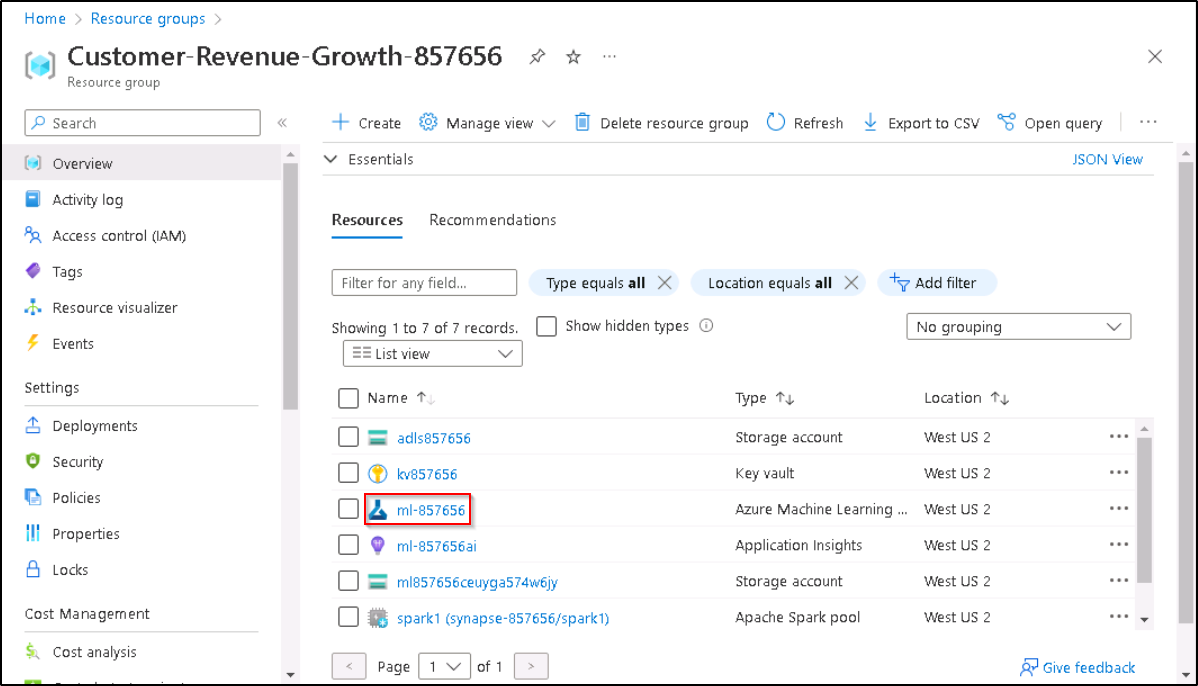 Home > Resource groups >
Customer-Revenue-Growth-857656
Resource group
Search
Overview
Activity log
Access control (IAM)
Tags
Resource visualizer
Events
Settings
Deployments
Security
Policies
Properties
Locks
Cost Management
Cost analysis
Create Manage view Delete resource group Refresh Export to CSV Open query
Essentials JSON View
Resources Recommendations
Filter for any field... Type equals all Location equals all Add filter
Showing 1 to 7 of 7 records. Show hidden types No grouping
List view
Name Type Location
adls857656 Storage account West US 2
kv857656 Key vault West US 2
ml-857656 Azure Machine Learning ... West US 2
ml-857656ai Application Insights West US 2
ml857656ceuyga574w6jy Storage account West US 2
spark1 (synapse-857656/spark1) Apache Spark pool West US 2
< Page 1 of 1 > Give feedback